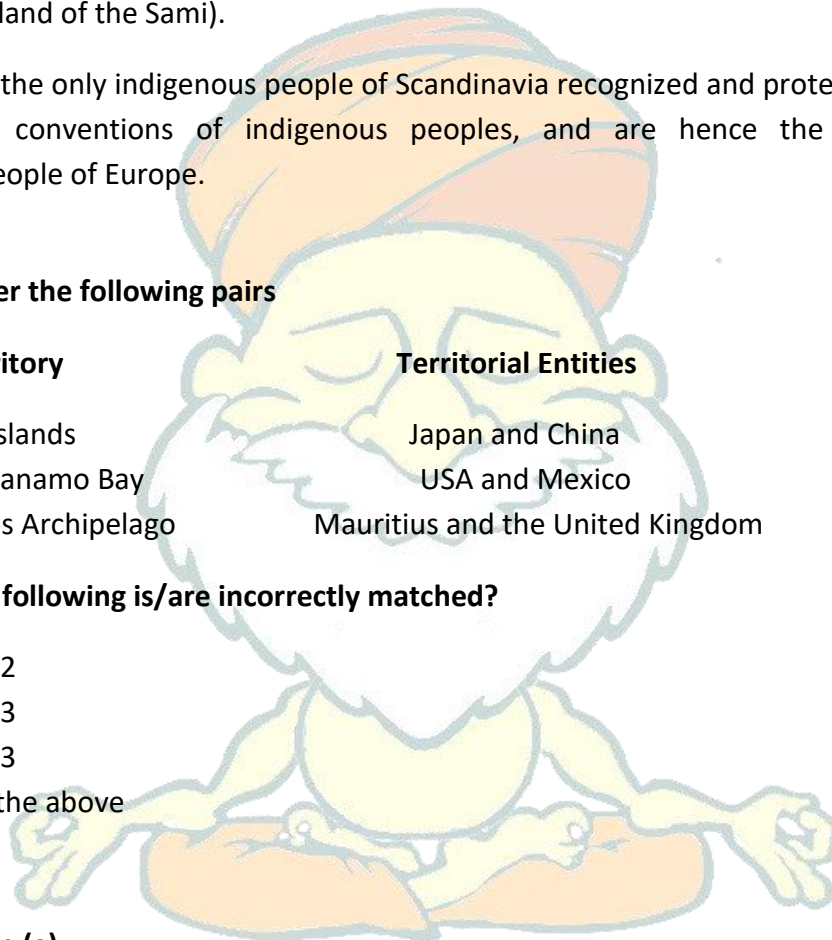 land of the Sami).
the only indigenous people of Scandinavia recognized and prote
conventions of indigenous peoples, and are hence the
eople of Europe.
er the following pairs
itory Territorial Entities
slands Japan and China
anamo Bay USA and Mexico
s Archipelago Mauritius and the United Kingdom
following is/are incorrectly matched?
2
3
3
the above
(a)